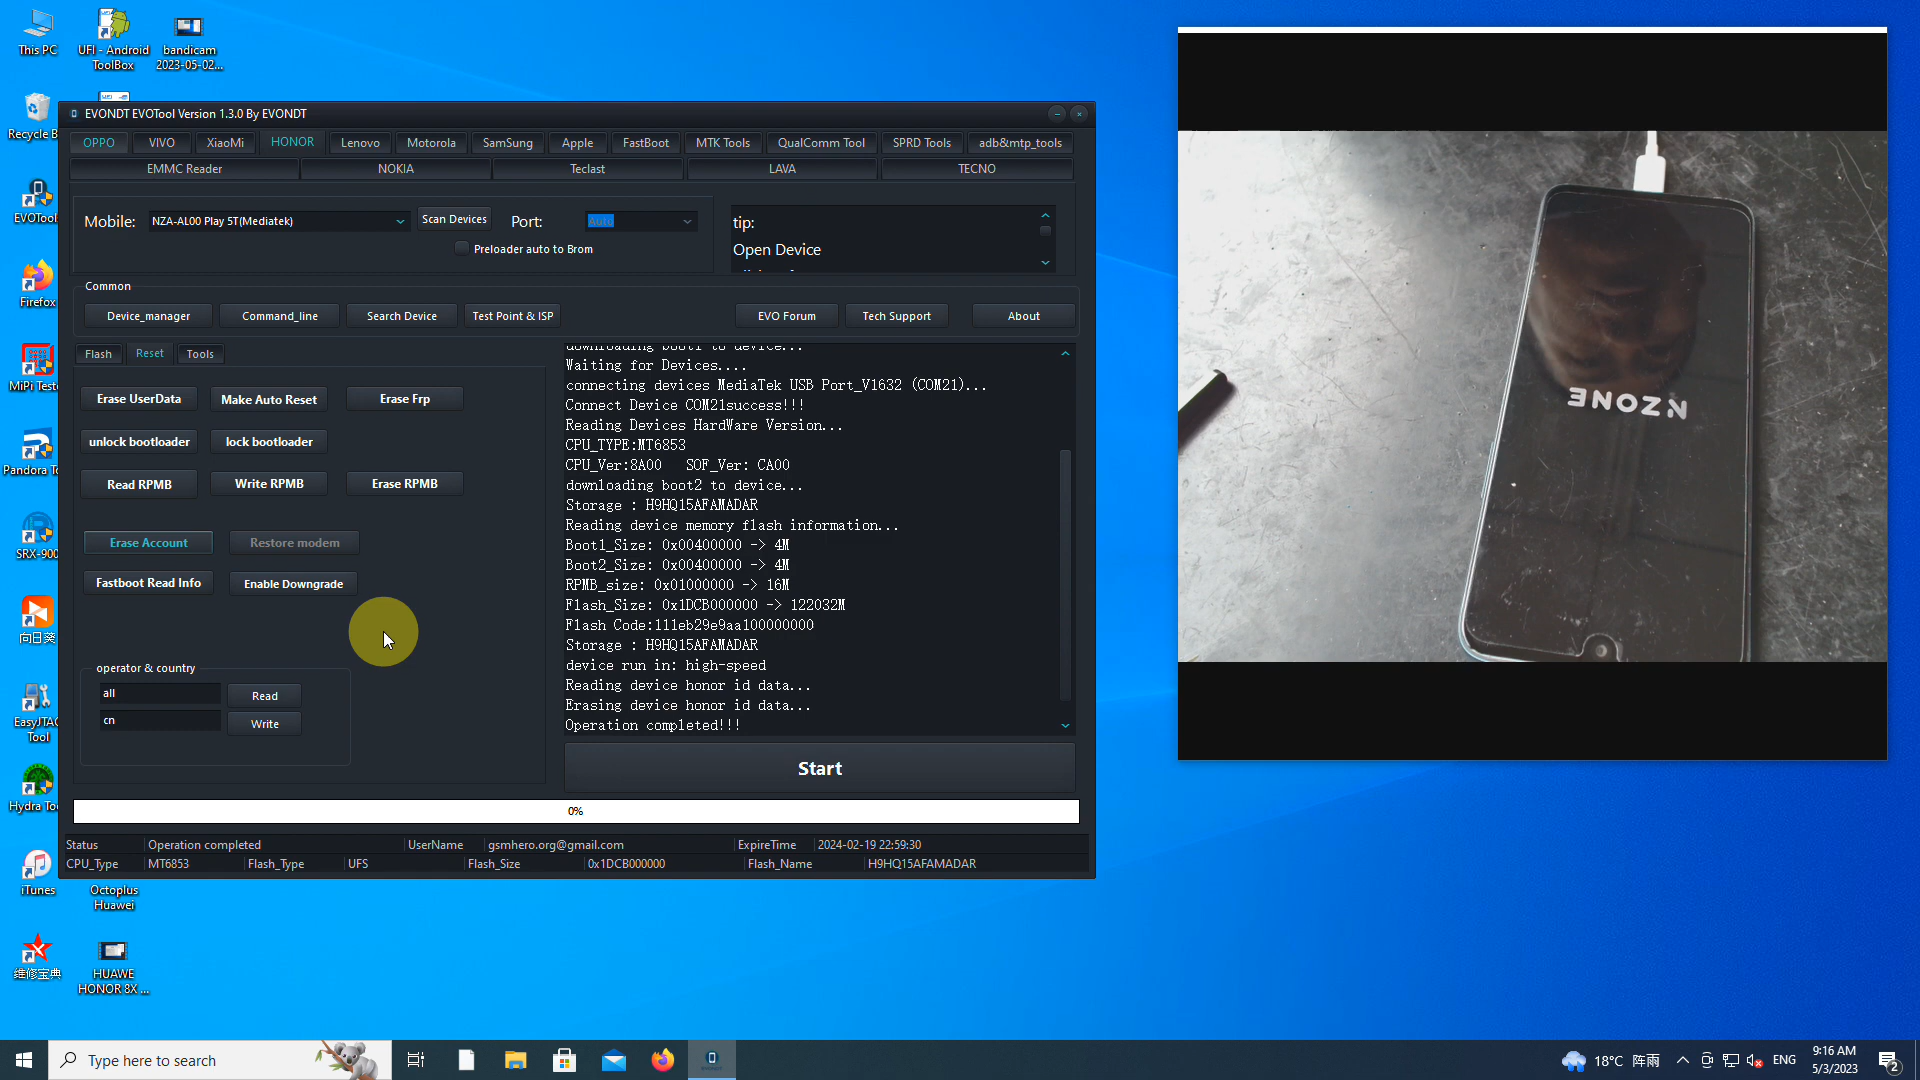 This PC
UFI - Android
ToolBox
bandicam
2023-05-02...
Recycle B
EVOTool
Firefox
MiPi Teste
Pandora To
SRX-900
向日葵
EasyJTAG
Tool
Hydra Too
iTunes
Octoplus
Huawei
维修宝典
HUAWE
HONOR 8X ...
EVONDT EVOTool Version 1.3.0 By EVONDT
OPPO VIVO XiaoMi HONOR Lenovo Motorola SamSung Apple FastBoot MTK Tools QualComm Tool SPRD Tools adb&mtp_tools
EMMC Reader NOKIA Teclast LAVA TECNO
Mobile: NZA-AL00 Play 5T(Mediatek) Scan Devices Port: Auto
Preloader auto to Brom
tip:
Open Device
Common
Device_manager Command_line Search Device Test Point & ISP EVO Forum Tech Support About
Flash Reset Tools
Erase UserData Make Auto Reset Erase Frp
unlock bootloader lock bootloader
Read RPMB Write RPMB Erase RPMB
Erase Account Restore modem
Fastboot Read Info Enable Downgrade
operator & country
all Read
cn Write
downloading boot1 to device...
Waiting for Devices....
connecting devices MediaTek USB Port_V1632 (COM21)...
Connect Device COM21success!!!
Reading Devices HardWare Version...
CPU_TYPE:MT6853
CPU_Ver:8A00 SOF_Ver: CA00
downloading boot2 to device...
Storage : H9HQ15AFAMADAR
Reading device memory flash information...
Boot1_Size: 0x00400000 -> 4M
Boot2_Size: 0x00400000 -> 4M
RPMB_size: 0x01000000 -> 16M
Flash_Size: 0x1DCB000000 -> 122032M
Flash Code:111eb29e9aa100000000
Storage : H9HQ15AFAMADAR
device run in: high-speed
Reading device honor id data...
Erasing device honor id data...
Operation completed!!!
Start
0%
Status Operation completed UserName gsmhero.org@gmail.com ExpireTime 2024-02-19 22:59:30
CPU_Type MT6853 Flash_Type UFS Flash_Size 0x1DCB000000 Flash_Name H9HQ15AFAMADAR
NZONE
Type here to search
18°C 阵雨
ENG
9:16 AM
5/3/2023
2